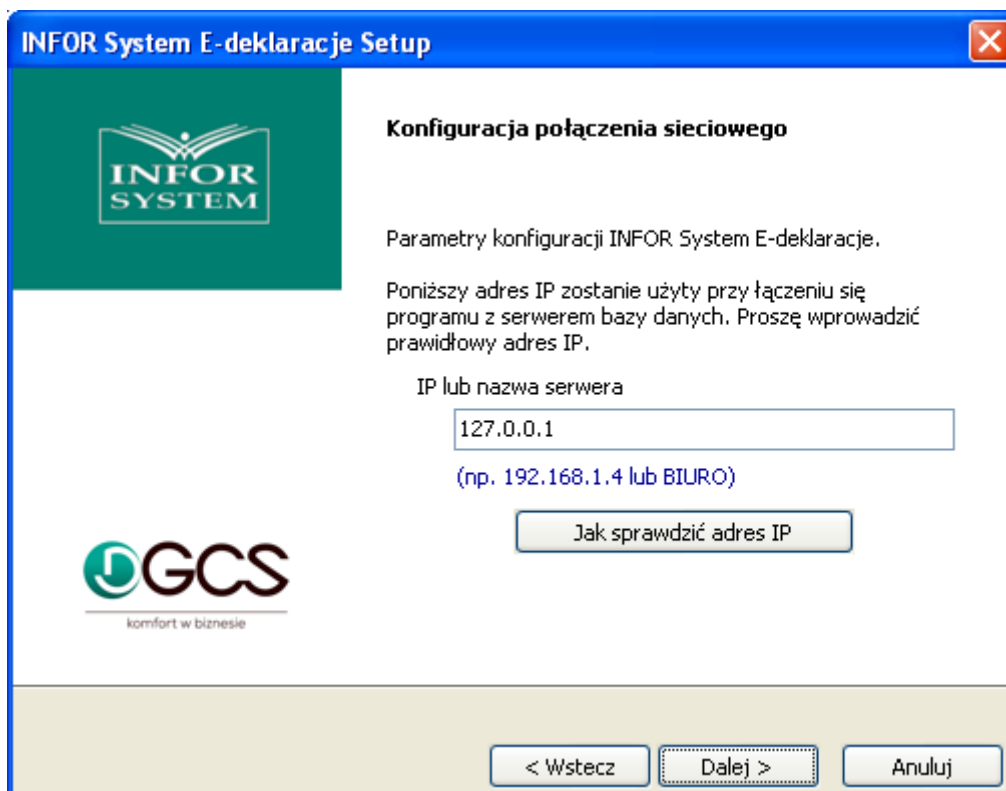 INFOR System E-deklaracje Setup
INFOR
SYSTEM
Konfiguracja połączenia sieciowego
Parametry konfiguracji INFOR System E-deklaracje.
Poniższy adres IP zostanie użyty przy łączeniu się
programu z serwerem bazy danych. Proszę wprowadzić
prawidłowy adres IP.
IP lub nazwa serwera
127.0.0.1
(np. 192.168.1.4 lub BIURO)
Jak sprawdzić adres IP
GCS
komfort w biznesie
< Wstecz
Dalej >
Anuluj